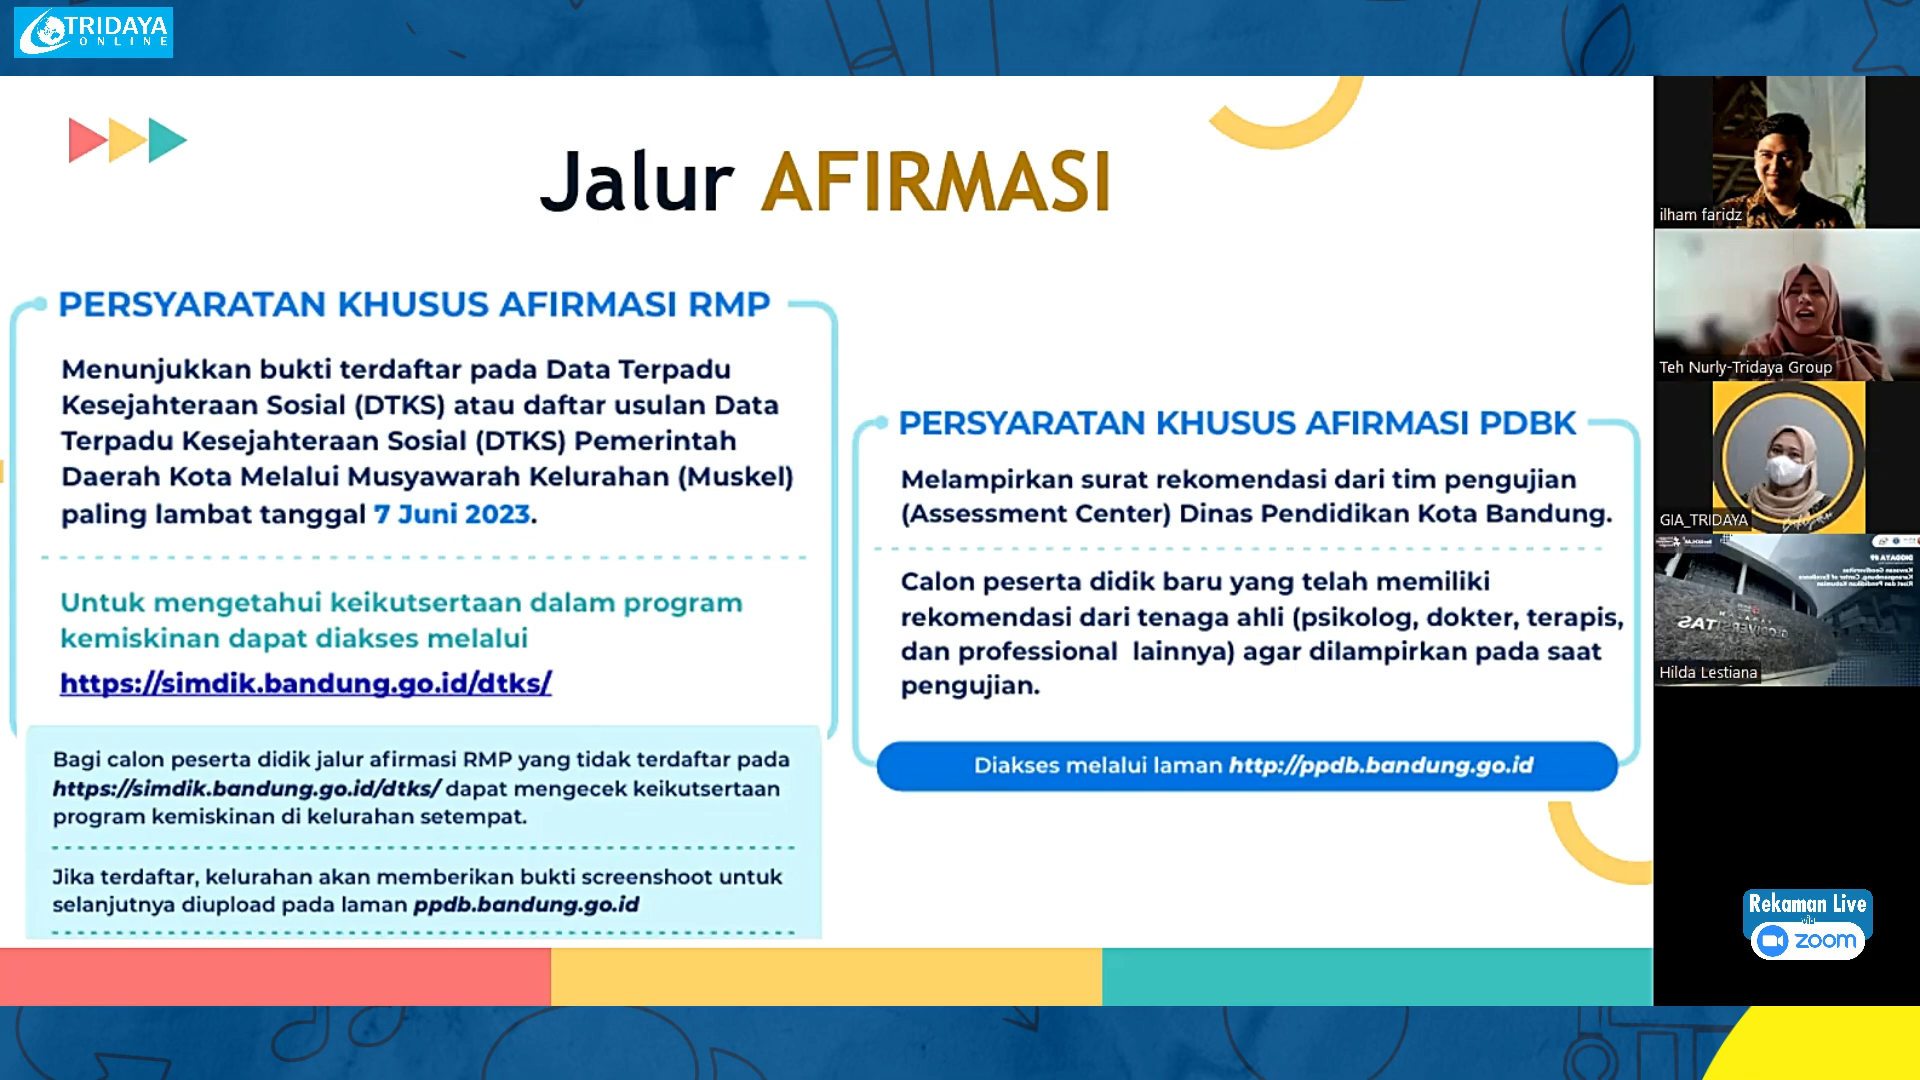 TRIDAYA
ONLINE
Jalur AFIRMASI
PERSYARATAN KHUSUS AFIRMASI RMP
Menunjukkan bukti terdaftar pada Data Terpadu
Kesejahteraan Sosial (DTKS) atau daftar usulan Data
Terpadu Kesejahteraan Sosial (DTKS) Pemerintah
Daerah Kota Melalui Musyawarah Kelurahan (Muskel)
paling lambat tanggal 7 Juni 2023.
Untuk mengetahui keikutsertaan dalam program
kemiskinan dapat diakses melalui
https://simdik.bandung.go.id/dtks/
Bagi calon peserta didik jalur afirmasi RMP yang tidak terdaftar pada
https://simdik.bandung.go.id/dtks/ dapat mengecek keikutsertaan
program kemiskinan di kelurahan setempat.
Jika terdaftar, kelurahan akan memberikan bukti screenshoot untuk
selanjutnya diupload pada laman ppdb.bandung.go.id
PERSYARATAN KHUSUS AFIRMASI PDBK
Melampirkan surat rekomendasi dari tim pengujian
(Assessment Center) Dinas Pendidikan Kota Bandung.
Calon peserta didik baru yang telah memiliki
rekomendasi dari tenaga ahli (psikolog, dokter, terapis,
dan professional lainnya) agar dilampirkan pada saat
pengujian.
Diakses melalui laman http://ppdb.bandung.go.id
ilham faridz
Teh Nurly-Tridaya Group
GIA_TRIDAYA
Hilda Lestiana
Rekaman Live
via
zoom